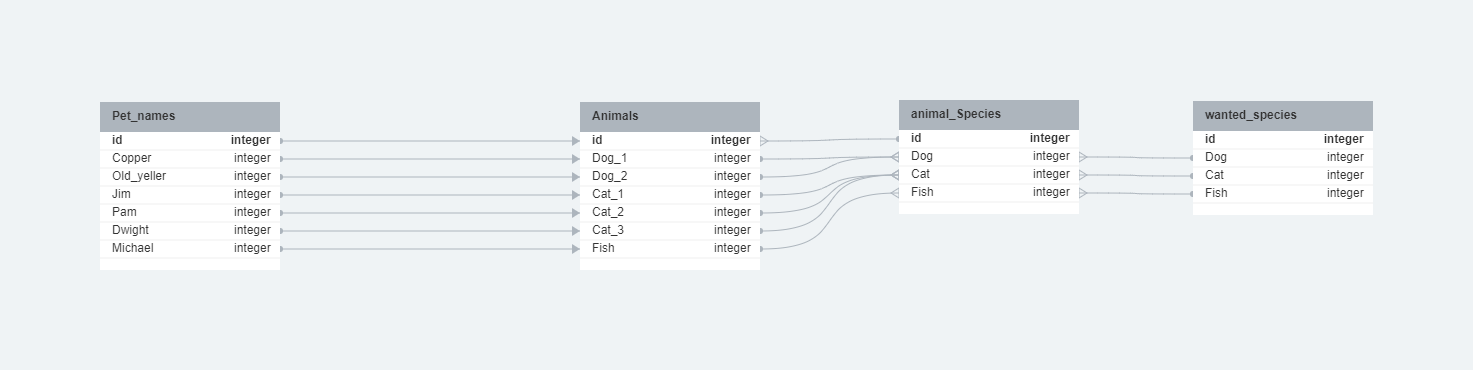 Pet_names
id integer
Copper integer
Old_yeller integer
Jim integer
Pam integer
Dwight integer
Michael integer
Animals
id integer
Dog_1 integer
Dog_2 integer
Cat_1 integer
Cat_2 integer
Cat_3 integer
Fish integer
animal_Species
id integer
Dog integer
Cat integer
Fish integer
wanted_species
id integer
Dog integer
Cat integer
Fish integer